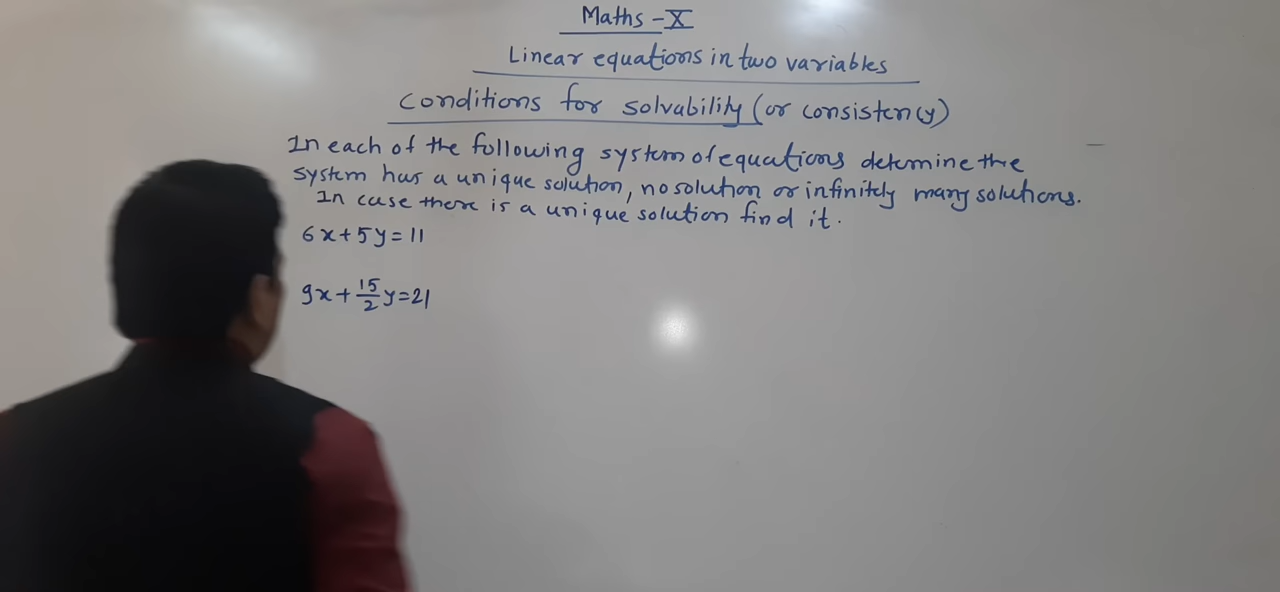 Maths - X
Linear equations in two variables
Conditions for solvability (or consistency)
In each of the following system of equations determine the
system has a unique solution, no solution or infinitely many solutions.
In case there is a unique solution find it.
6x+5y=11
9x+15/2y=21